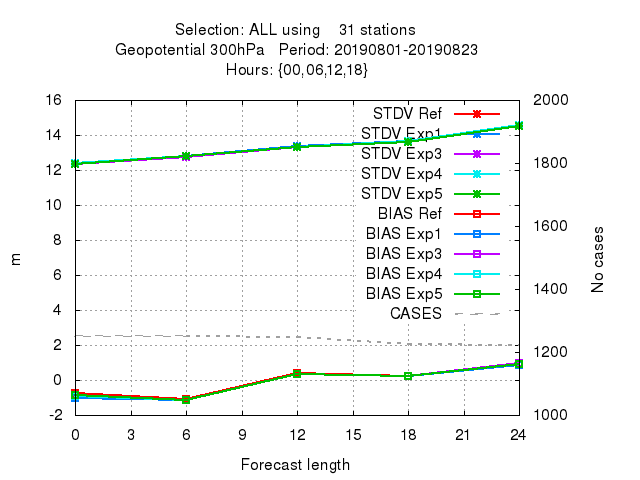 Selection: ALL using 31 stations
Geopotential 300hPa Period: 20190801-20190823
Hours: {00,06,12,18}
16
14
12
10
8
6
4
2
0
-2
m
2000
1800
1600
1400
1200
1000
No cases
STDV Ref
STDV Exp1
STDV Exp3
STDV Exp4
STDV Exp5
BIAS Ref
BIAS Exp1
BIAS Exp3
BIAS Exp4
BIAS Exp5
CASES
0 3 6 9 12 15 18 21 24
Forecast length